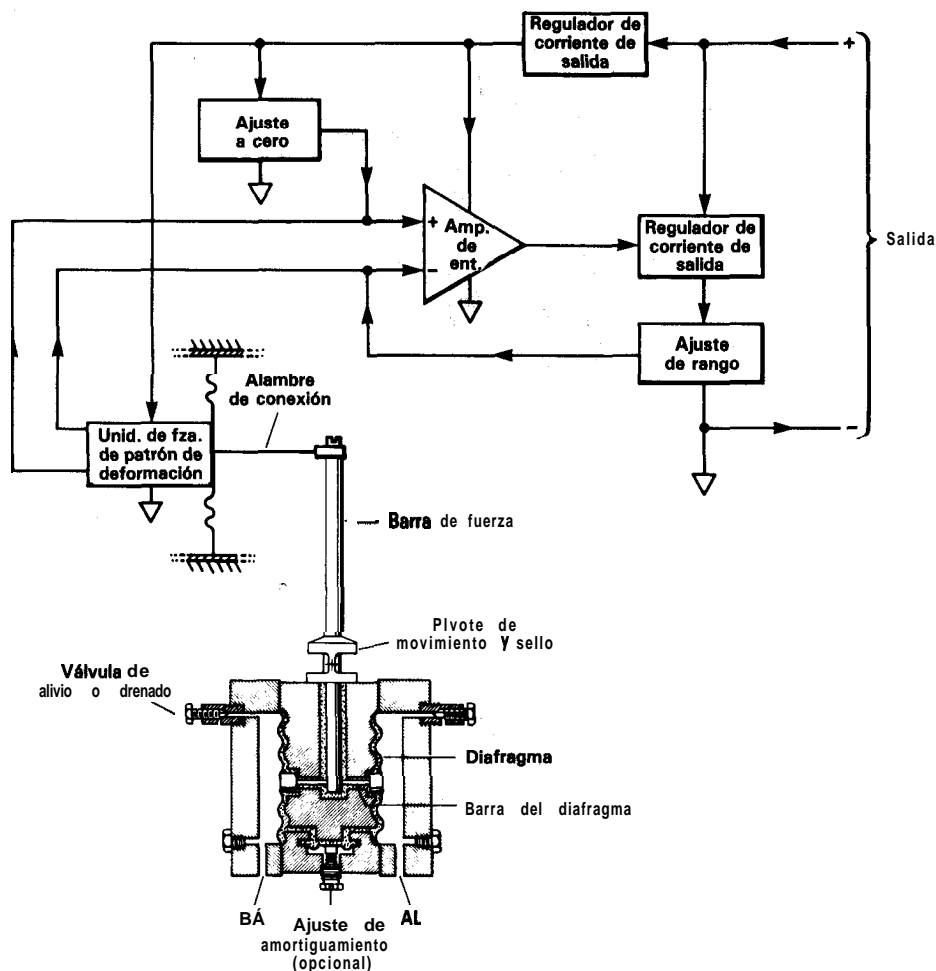 Regulador de
corriente de
salida
+
Ajuste
a cero
+
Amp.
de
ent.
−
Regulador de
corriente de
salida
Salida
Ajuste
de rango
−
Alambre
de conexión
Unid. de fza.
de patrón de
deformación
Barra de fuerza
PIvote de
movimiento y sello
Válvula de
alivio o drenado
Diafragma
Barra del diafragma
BÁ
AL
Ajuste de
amortiguamiento
(opcional)